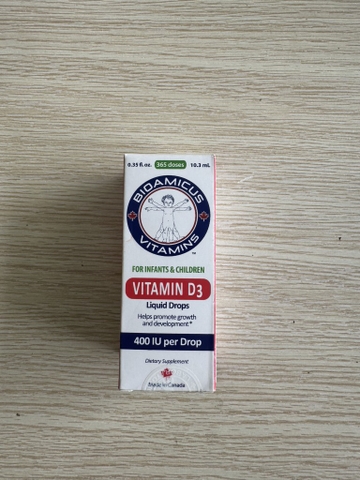 0.35 fl.oz. 365 doses 10.3 mL
BIOAMICUS
VITAMINS
TM
FOR INFANTS & CHILDREN
VITAMIN D3
Liquid Drops
Helps promote growth
and development*
400 IU per Drop
Dietary Supplement
Made in Canada